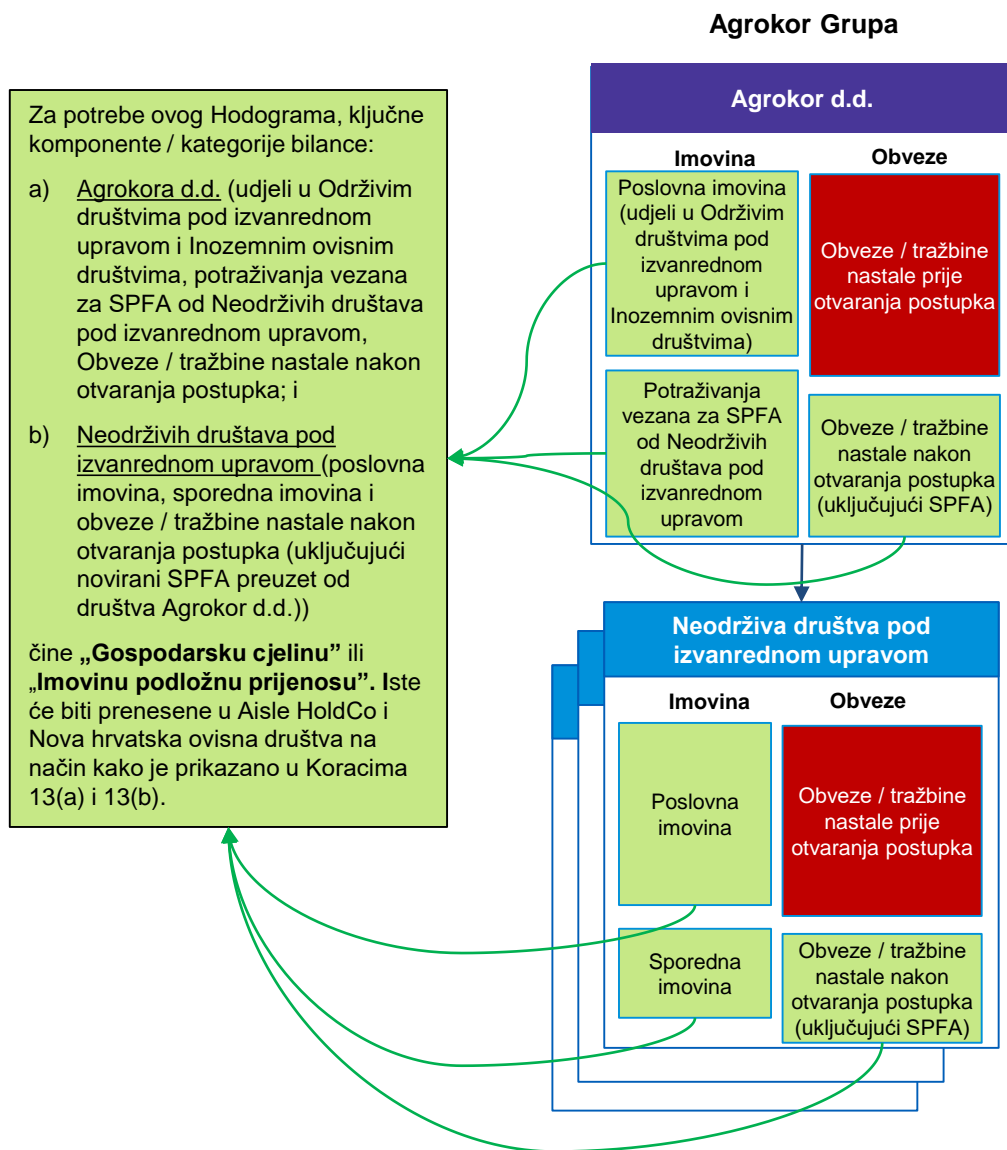 Agrokor Grupa
Za potrebe ovog Hodograma, ključne
komponente / kategorije bilance:
a) Agrokora d.d. (udjeli u Održivim
društvima pod izvanrednom
upravom i Inozemnim ovisnim
društvima, potraživanja vezana
za SPFA od Neodrživih društava
pod izvanrednom upravom,
Obveze / tražbine nastale nakon
otvaranja postupka; i
b) Neodrživih društava pod
izvanrednom upravom (poslovna
imovina, sporedna imovina i
obveze / tražbine nastale nakon
otvaranja postupka (uključujući
novirani SPFA preuzet od
društva Agrokor d.d.))
čine „Gospodarsku cjelinu” ili
„Imovinu podložnu prijenosu”. Iste
će biti prenesene u Aisle HoldCo i
Nova hrvatska ovisna društva na
način kako je prikazano u Koracima
13(a) i 13(b).
Agrokor d.d.
Imovina
Obveze
Poslovna imovina
(udjeli u Održivim
društvima pod
izvanrednom
upravom i
Inozemnim ovisnim
društvima)
Obveze / tražbine
nastale prije
otvaranja postupka
Potraživanja
vezana za SPFA
od Neodrživih
društava pod
izvanrednom
upravom
Obveze / tražbine
nastale nakon
otvaranja postupka
(uključujući SPFA)
Neodrživa društva pod
izvanrednom upravom
Imovina
Obveze
Poslovna
imovina
Obveze / tražbine
nastale prije
otvaranja postupka
Sporedna
imovina
Obveze / tražbine
nastale nakon
otvaranja postupka
(uključujući SPFA)